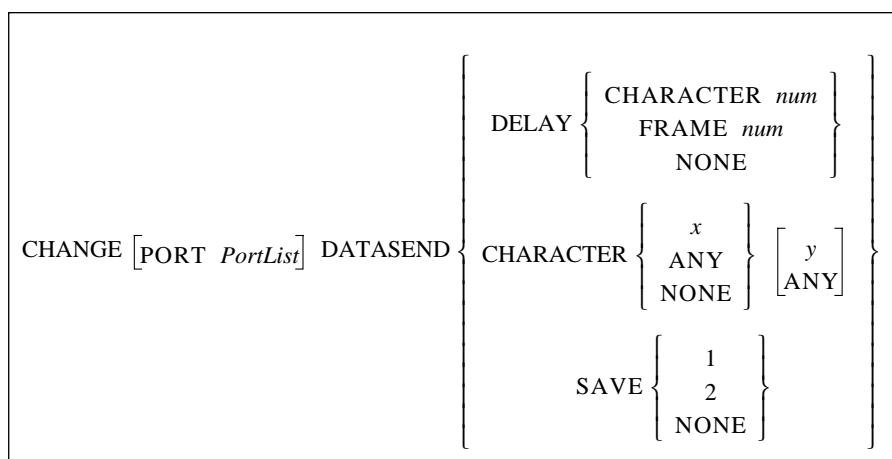 CHARACTER num
DELAY FRAME num
NONE
CHANGE [PORT PortList] DATASEND CHARACTER x
ANY
NONE
[y
ANY]
SAVE 1
2
NONE